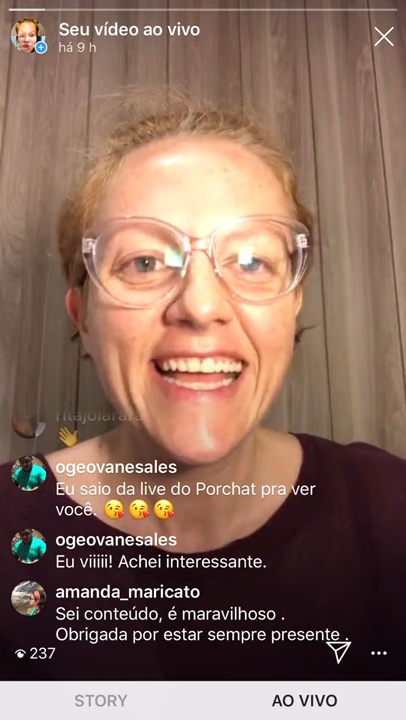 Seu vídeo ao vivo
há 9 h
ogeovanesales
Eu saio da live do Porchat pra ver
você. 😘😘😘
ogeovanesales
Eu viiiii! Achei interessante.
amanda_maricato
Sei conteúdo, é maravilhoso .
Obrigada por estar sempre presente .
237
STORY
AO VIVO